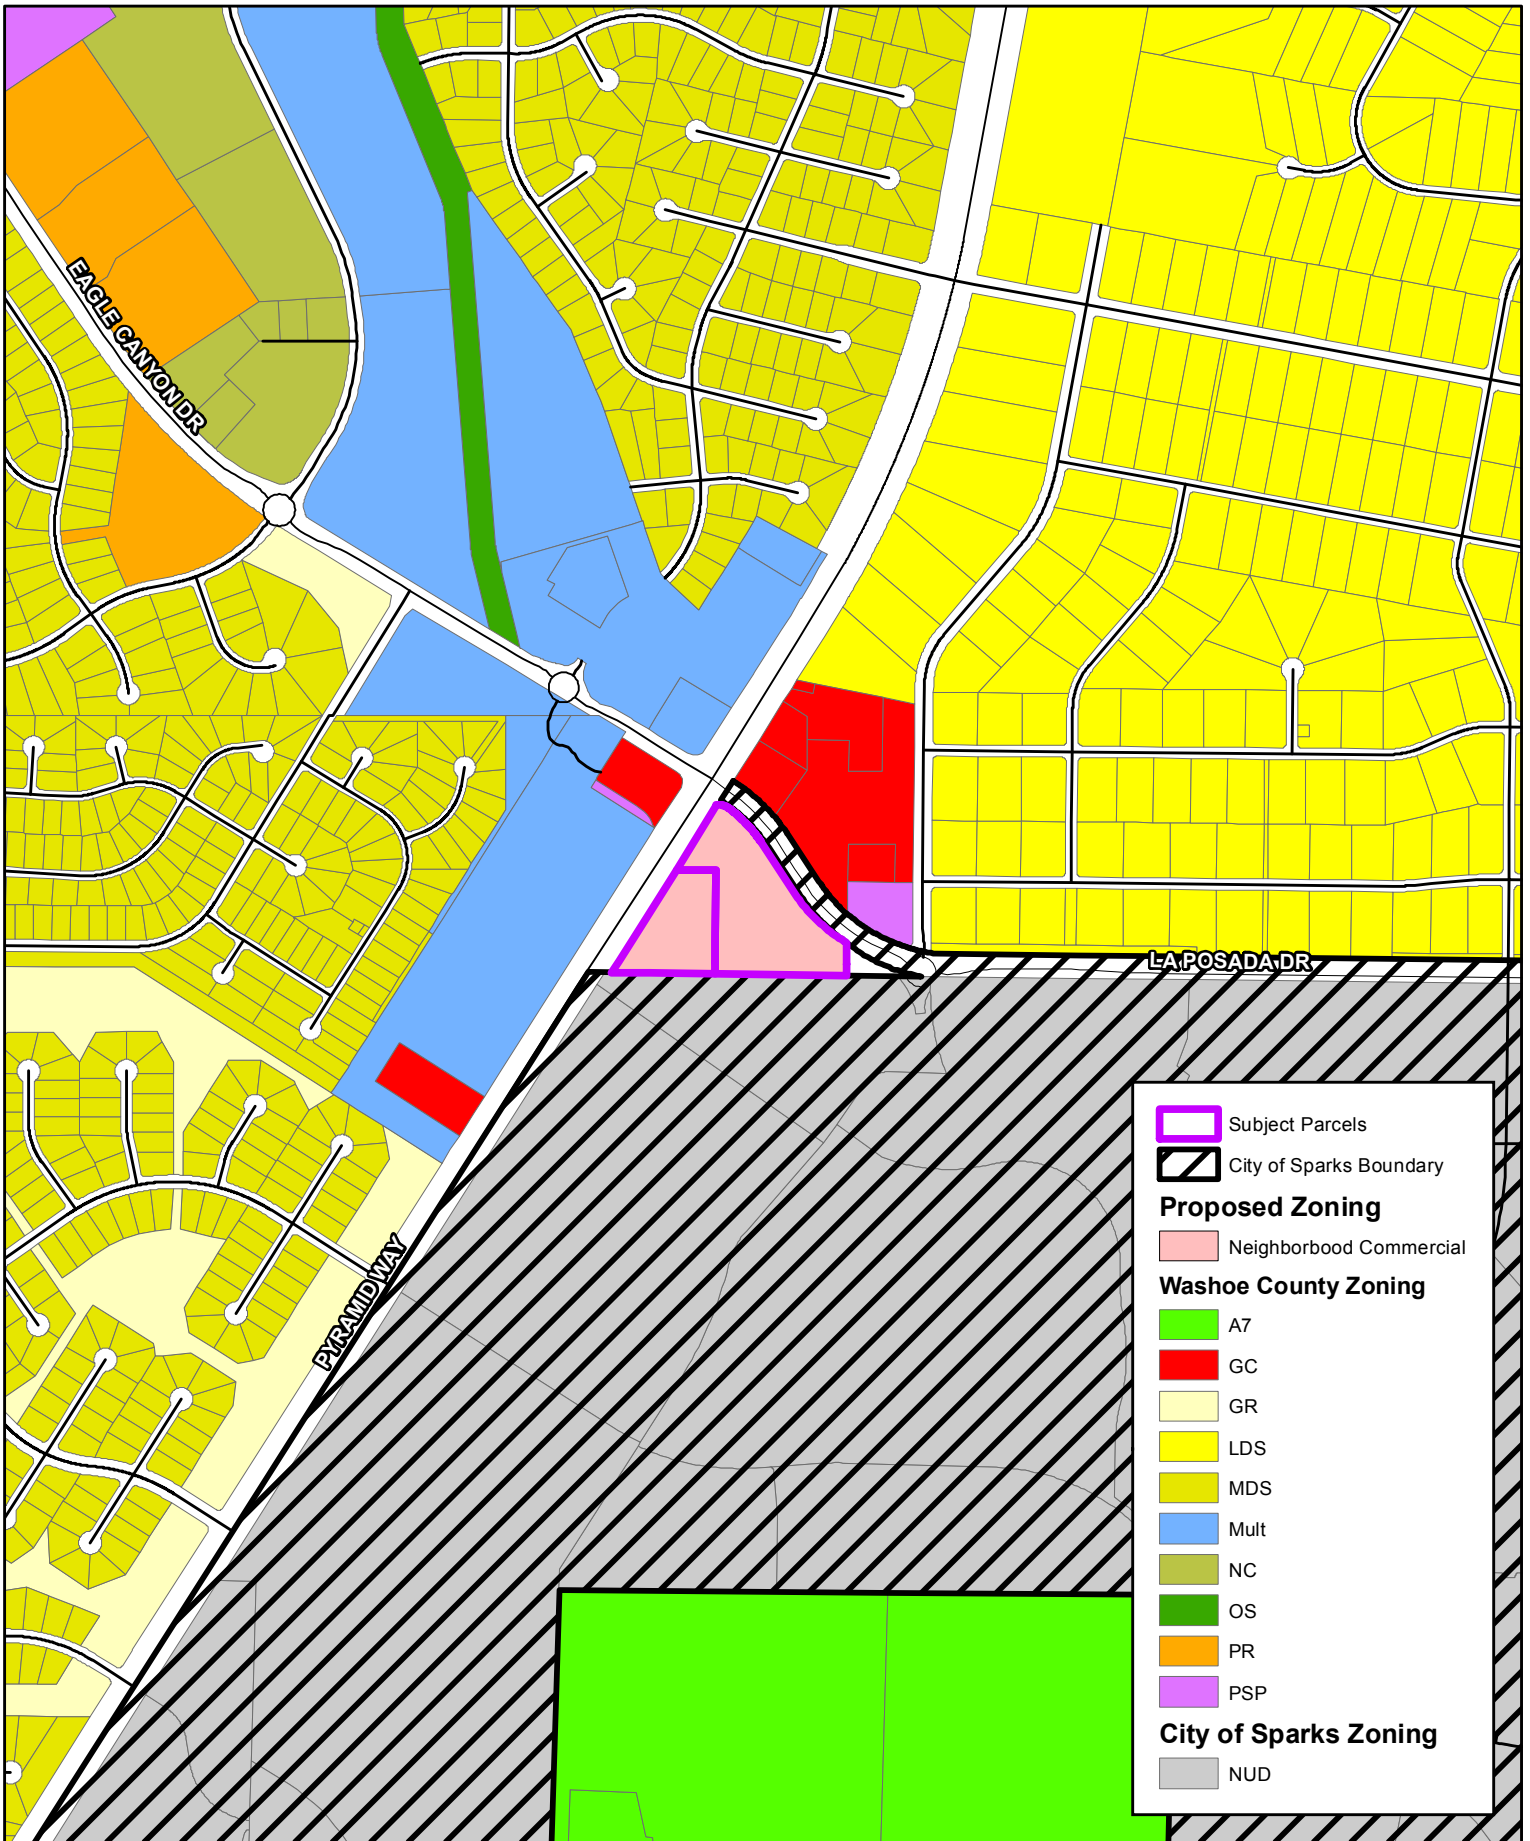 EAGLE CANYON DR
LA POSADA DR
PYRAMID WAY
Subject Parcels
City of Sparks Boundary
Proposed Zoning
Neighborbood Commercial
Washoe County Zoning
A7
GC
GR
LDS
MDS
Mult
NC
OS
PR
PSP
City of Sparks Zoning
NUD